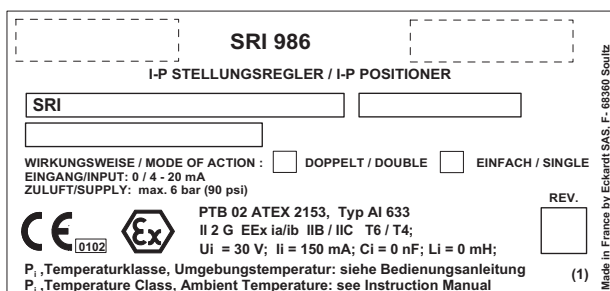 SRI 986
I-P STELLUNGSREGLER / I-P POSITIONER
SRI
WIRKUNGSWEISE / MODE OF ACTION : DOPPELT / DOUBLE EINFACH / SINGLE
EINGANG/INPUT: 0 / 4 - 20 mA
ZULUFT/SUPPLY: max. 6 bar (90 psi)
REV.
CE 0102 Ex
PTB 02 ATEX 2153, Typ AI 633
II 2 G EEx ia/ib IIB / IIC T6 / T4;
Ui = 30 V; Ii = 150 mA; Ci = 0 nF; Li = 0 mH;
Pi ,Temperaturklasse, Umgebungstemperatur: siehe Bedienungsanleitung
Pi ,Temperature Class, Ambient Temperature: see Instruction Manual
(1)
Made in France by Eckardt SAS, F- 68360 Soultz